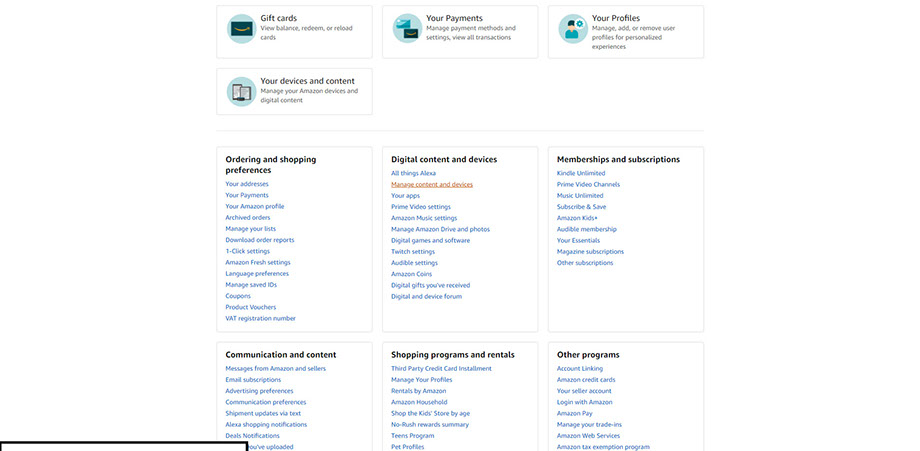 Gift cards
View balance, redeem, or reload
cards
Your Payments
Manage payment methods and
settings, view all transactions
Your Profiles
Manage, add, or remove user
profiles for personalized
experiences
Your devices and content
Manage your Amazon devices and
digital content
Ordering and shopping
preferences
Your addresses
Your Payments
Your Amazon profile
Archived orders
Manage your lists
Download order reports
1-Click settings
Amazon Fresh settings
Language preferences
Manage saved IDs
Coupons
Product Vouchers
VAT registration number
Digital content and devices
All things Alexa
Manage content and devices
Your apps
Prime Video settings
Amazon Music settings
Manage Amazon Drive and photos
Digital games and software
Twitch settings
Audible settings
Amazon Coins
Digital gifts you've received
Digital and device forum
Memberships and subscriptions
Kindle Unlimited
Prime Video Channels
Music Unlimited
Subscribe & Save
Amazon Kids+
Audible membership
Your Essentials
Magazine subscriptions
Other subscriptions
Communication and content
Messages from Amazon and sellers
Email subscriptions
Advertising preferences
Communication preferences
Shipment updates via text
Alexa shopping notifications
Deals Notifications
you've uploaded
Shopping programs and rentals
Third Party Credit Card Installment
Manage Your Profiles
Rentals by Amazon
Amazon Household
Shop the Kids' Store by age
No-Rush rewards summary
Teens Program
Pet Profiles
Other programs
Account Linking
Amazon credit cards
Your seller account
Login with Amazon
Amazon Pay
Manage your trade-ins
Amazon Web Services
Amazon tax exemption program